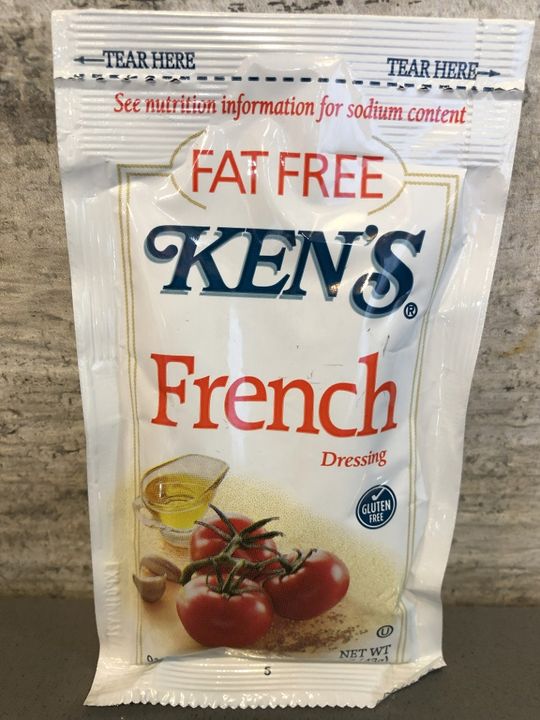 TEAR HERE TEAR HERE
See nutrition information for sodium content
FAT FREE
KEN'S®
French
Dressing
GLUTEN
FREE
U
NET WT
5